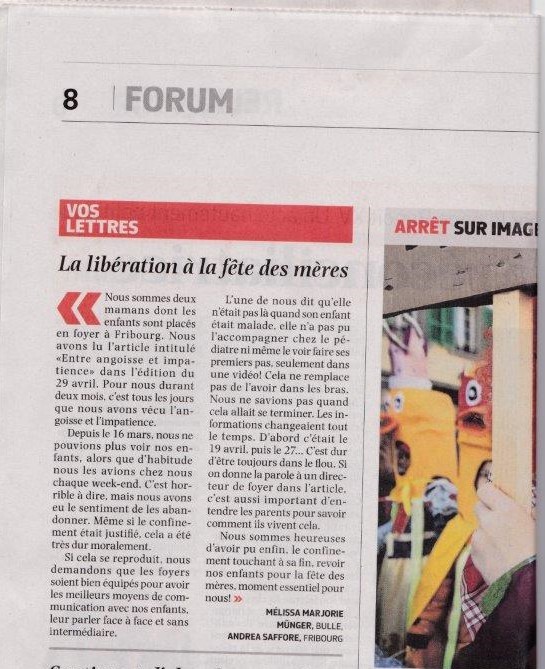 8 | FORUM
VOS
LETTRES
La libération à la fête des mères
Nous sommes deux
mamans dont les
enfants sont placés
en foyer à Fribourg. Nous
avons lu l'article intitulé
«Entre angoisse et impa-
tience» dans l'édition du
29 avril. Pour nous durant
deux mois, c'est tous les jours
que nous avons vécu l'an-
goisse et l'impatience.
Depuis le 16 mars, nous ne
pouvions plus voir nos en-
fants, alors que d'habitude
nous les avions chez nous
chaque week-end. C'est hor-
rible à dire, mais nous avons
eu le sentiment de les aban-
donner. Même si le confine-
ment était justifié, cela a été
très dur moralement.
Si cela se reproduit, nous
demandons que les foyers
soient bien équipés pour avoir
les meilleurs moyens de com-
munication avec nos enfants,
leur parler face à face et sans
intermédiaire.
L'une de nous dit qu'elle
n'était pas là quand son enfant
était malade, elle n'a pas pu
l'accompagner chez le pé-
diatre ni même le voir faire ses
premiers pas, seulement dans
une vidéo! Cela ne remplace
pas de l'avoir dans les bras.
Nous ne savions pas quand
cela allait se terminer. Les in-
formations changeaient tout
le temps. D'abord c'était le
19 avril, puis le 27... C'est dur
d'être toujours dans le flou. Si
on donne la parole à un direc-
teur de foyer dans l'article,
c'est aussi important d'en-
tendre les parents pour savoir
comment ils vivent cela.
Nous sommes heureuses
d'avoir pu enfin, le confine-
ment touchant à sa fin, revoir
nos enfants pour la fête des
mères, moment essentiel pour
nous! »
MÉLISSA MARJORIE
MÜNGER, BULLE,
ANDREA SAFFORE, FRIBOURG
ARRÊT SUR IMAGE